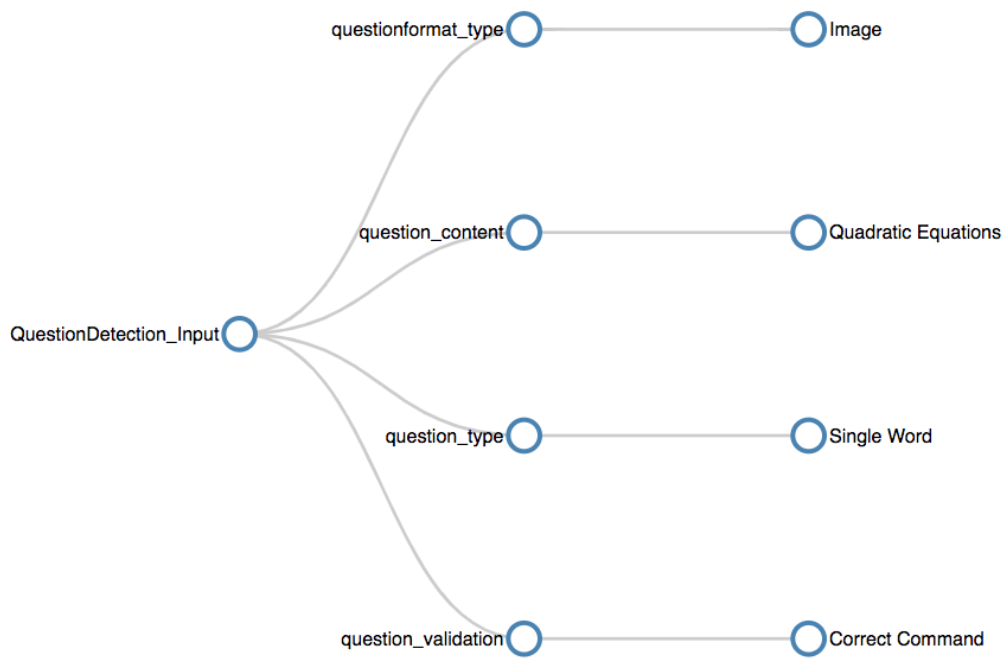 questionformat_type
Image
question_content
Quadratic Equations
QuestionDetection_Input
question_type
Single Word
question_validation
Correct Command